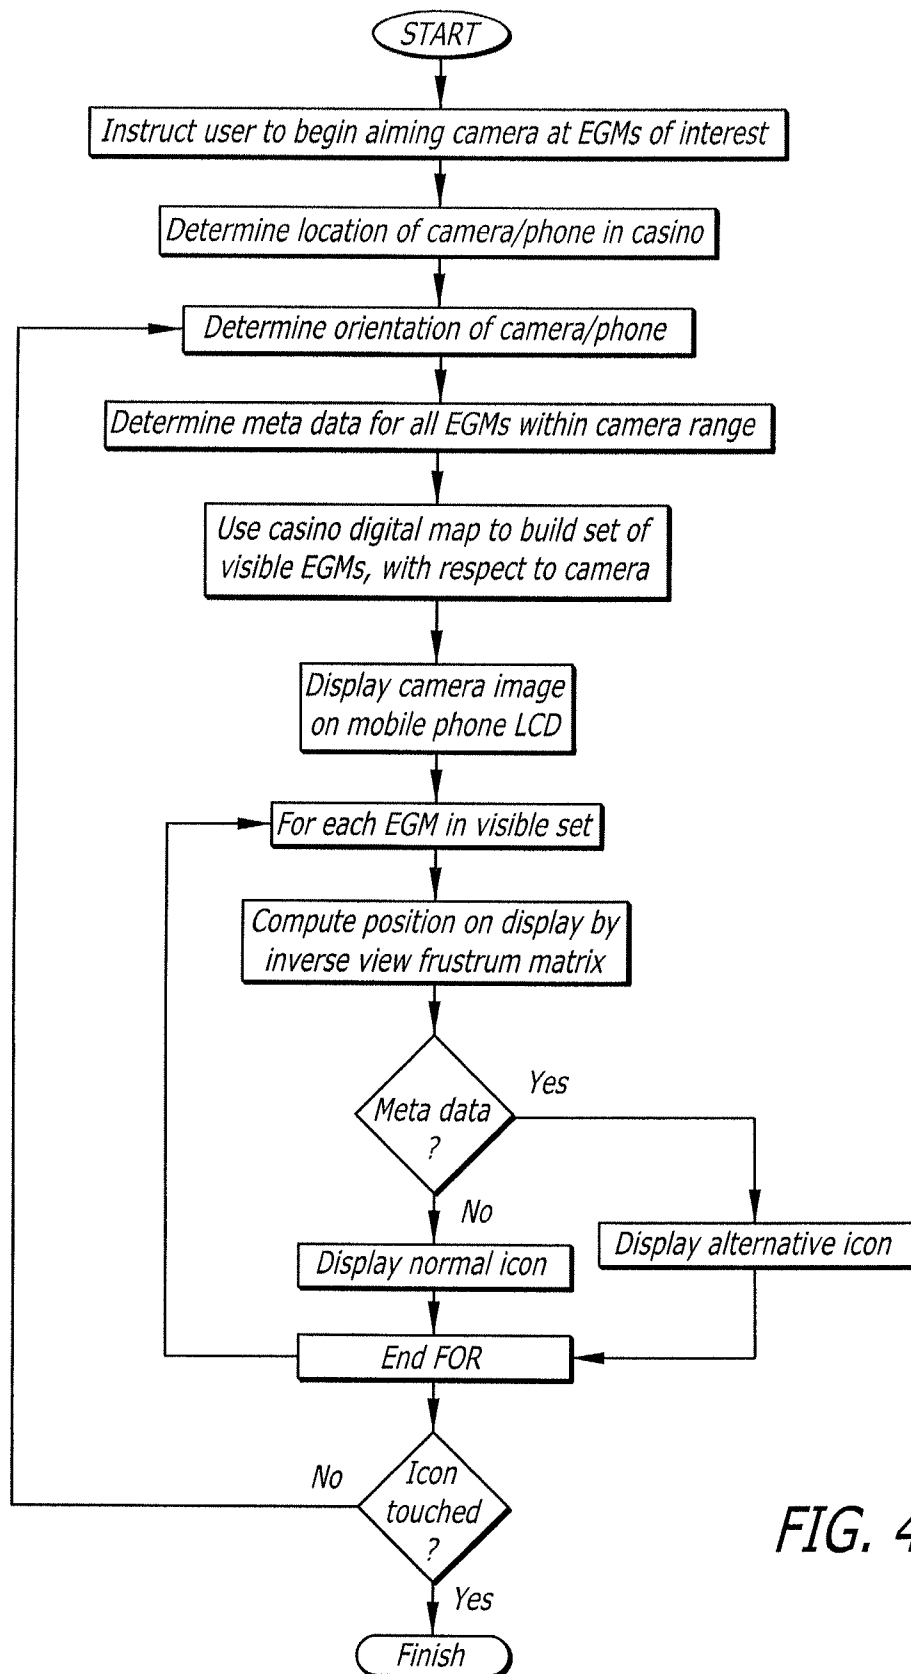 START
Instruct user to begin aiming camera at EGMs of interest
Determine location of camera/phone in casino
Determine orientation of camera/phone
Determine meta data for all EGMs within camera range
Use casino digital map to build set of
visible EGMs, with respect to camera
Display camera image
on mobile phone LCD
For each EGM in visible set
Compute position on display by
inverse view frustrum matrix
Meta data
?
Yes
No
Display normal icon
Display alternative icon
End FOR
Icon
touched
?
No
Yes
Finish
FIG. 4